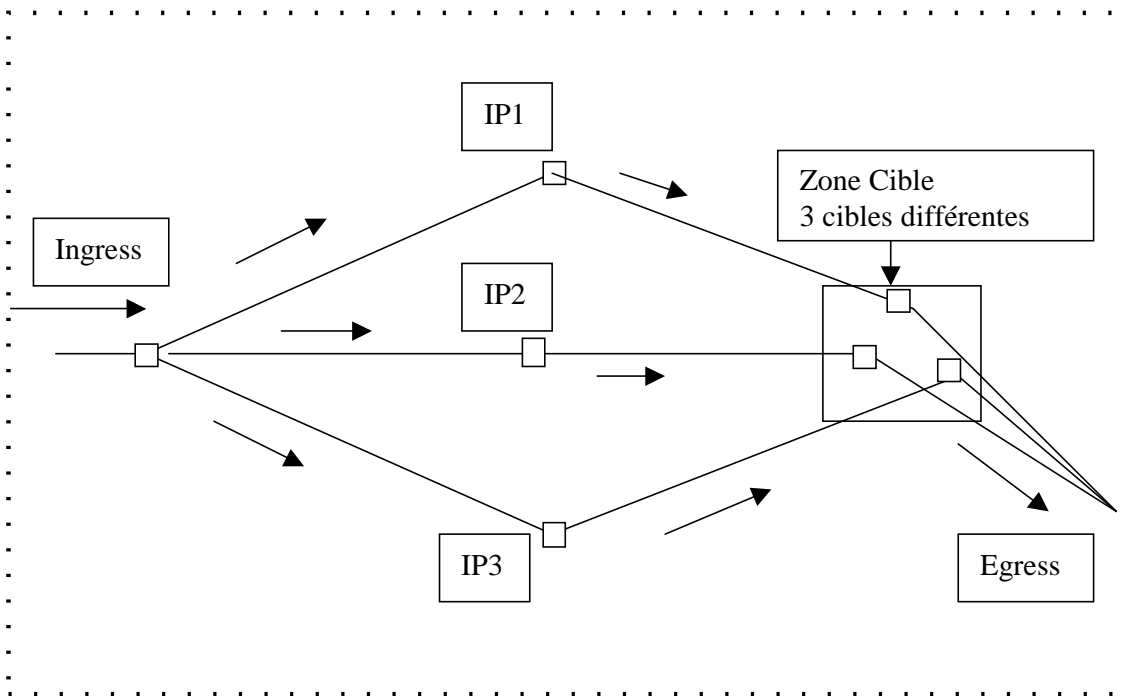 IP1
Zone Cible
3 cibles différentes
Ingress
IP2
IP3
Egress